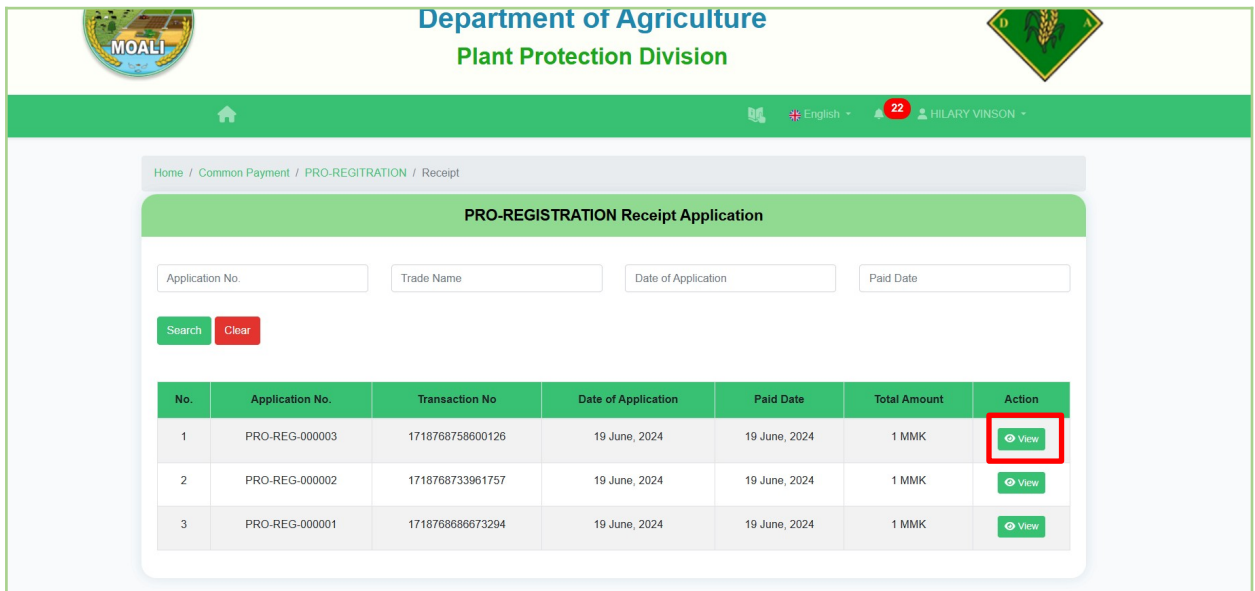 Department of Agriculture
Plant Protection Division
MOALI
D A
English 22 HILARY VINSON
Home / Common Payment / PRO-REGITRATION / Receipt
PRO-REGISTRATION Receipt Application
Application No. Trade Name Date of Application Paid Date
Search Clear
No. Application No. Transaction No Date of Application Paid Date Total Amount Action
1 PRO-REG-000003 1718768758600126 19 June, 2024 19 June, 2024 1 MMK View
2 PRO-REG-000002 1718768733961757 19 June, 2024 19 June, 2024 1 MMK View
3 PRO-REG-000001 1718768686673294 19 June, 2024 19 June, 2024 1 MMK View